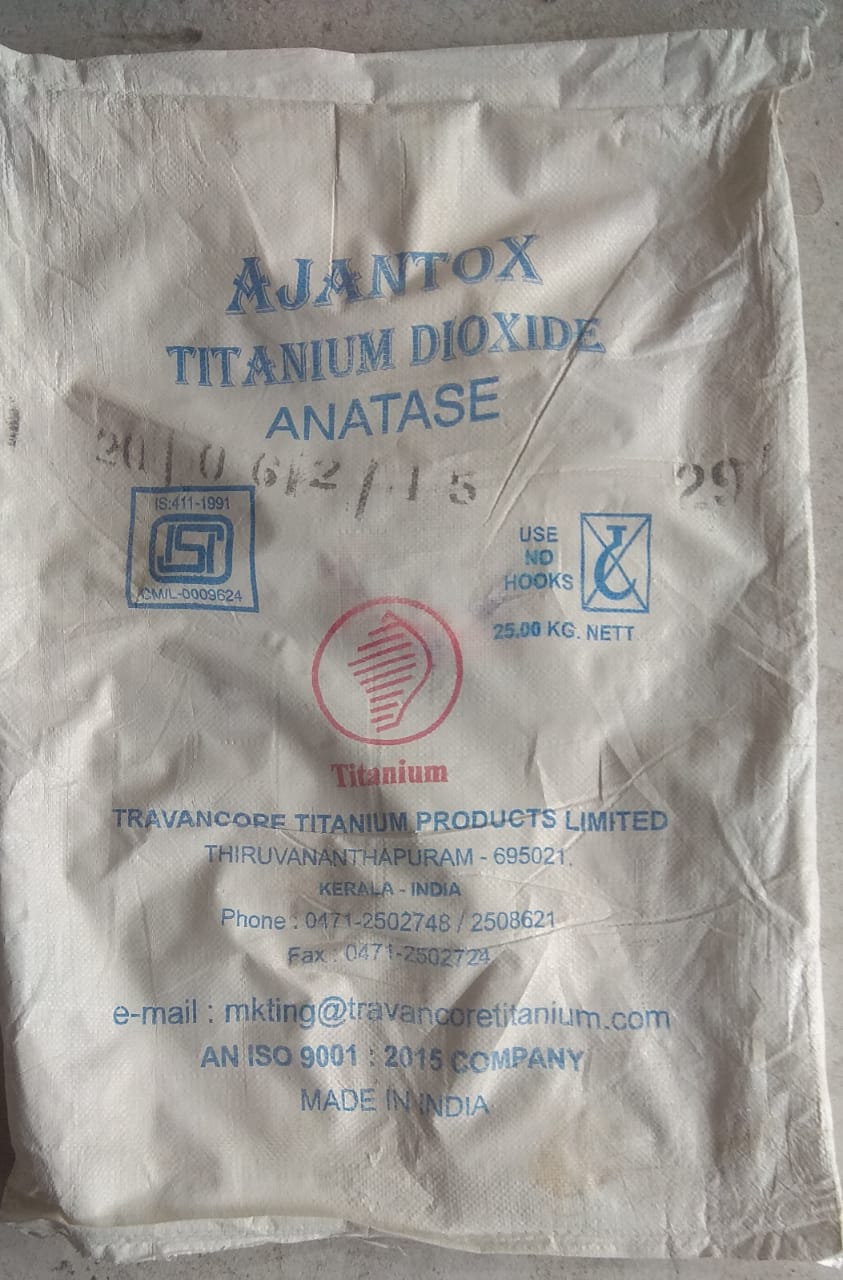 AJANTOX
TITANIUM DIOXIDE
ANATASE
29
IS:411-1991
ISI
CM/L-0009624
USE
NO
HOOKS
25.00 KG. NETT
Titanium
TRAVANCORE TITANIUM PRODUCTS LIMITED
THIRUVANANTHAPURAM - 695021.
KERALA - INDIA
Phone : 0471-2502748 / 2508621
Fax : 0471-2502724
e-mail : mkting@travancoretitanium.com
AN ISO 9001 : 2015 COMPANY
MADE IN INDIA